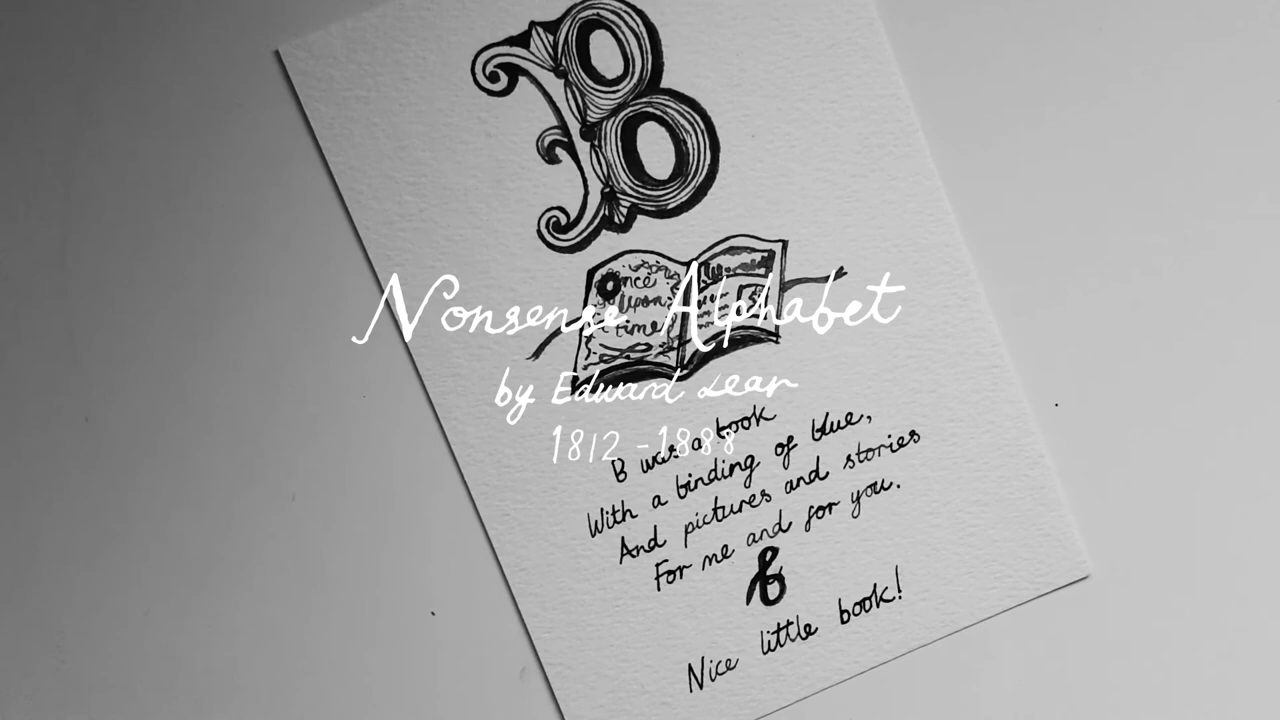 B
Once
upon
a time
Nonsense Alphabet
by Edward Lear
1812 - 1888
B was a book
With a binding of blue,
And pictures and stories
For me and for you.
b
Nice little book!